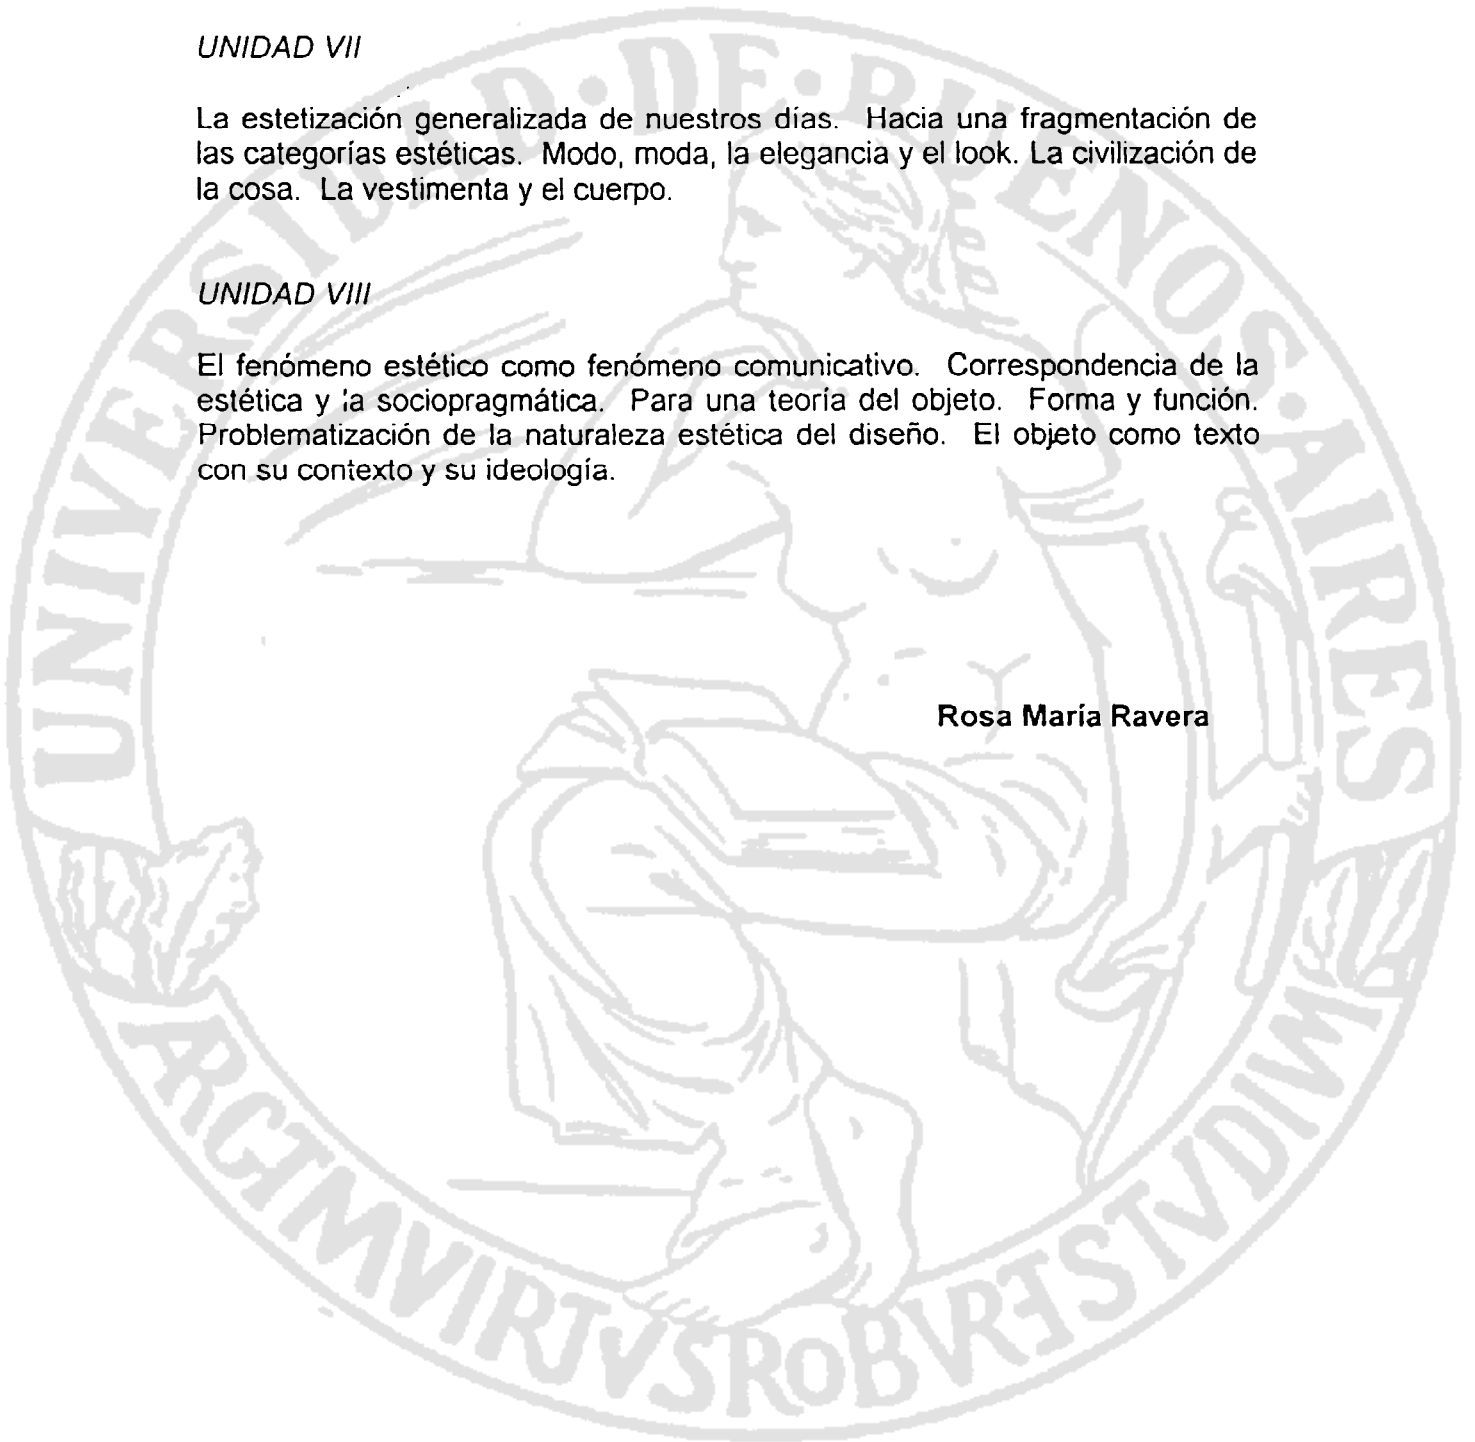 UNIDAD VII
La estetización generalizada de nuestros días. Hacia una fragmentación de
las categorías estéticas. Modo, moda, la elegancia y el look. La civilización de
la cosa. La vestimenta y el cuerpo.
UNIDAD VIII
El fenómeno estético como fenómeno comunicativo. Correspondencia de la
estética y la sociopragmática. Para una teoría del objeto. Forma y función.
Problematización de la naturaleza estética del diseño. El objeto como texto
con su contexto y su ideología.
Rosa María Ravera
UNIVERSIDAD·DE·BUENOS·AIRES
ARGTMVIRTVSROBVRETSTVDIVM